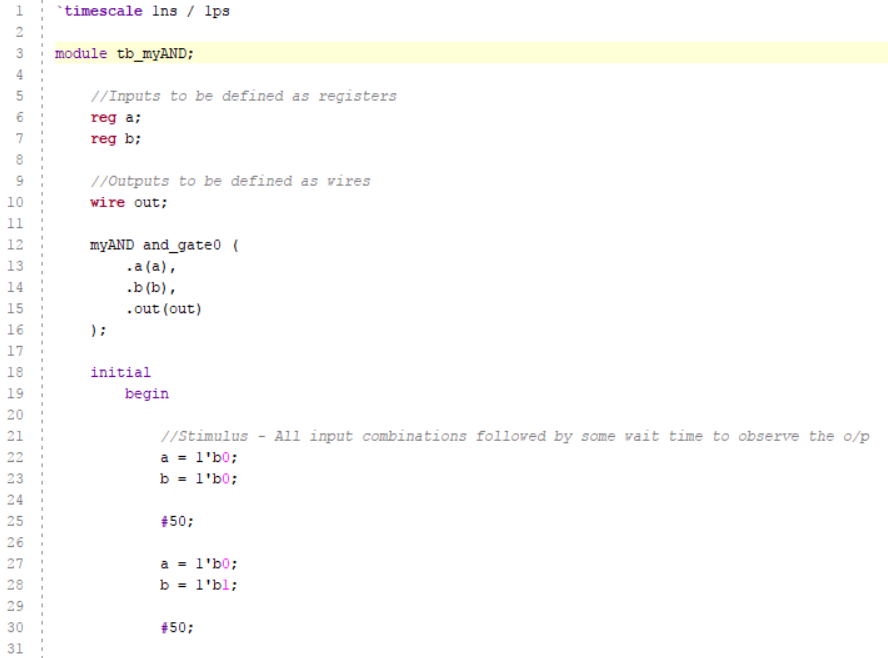 1 `timescale 1ns / 1ps
2
3 module tb_myAND;
4
5 //Inputs to be defined as registers
6 reg a;
7 reg b;
8
9 //Outputs to be defined as wires
10 wire out;
11
12 myAND and_gate0 (
13 .a(a),
14 .b(b),
15 .out(out)
16 );
17
18 initial
19 begin
20
21 //Stimulus - All input combinations followed by some wait time to observe the o/p
22 a = 1'b0;
23 b = 1'b0;
24
25 #50;
26
27 a = 1'b0;
28 b = 1'b1;
29
30 #50;
31